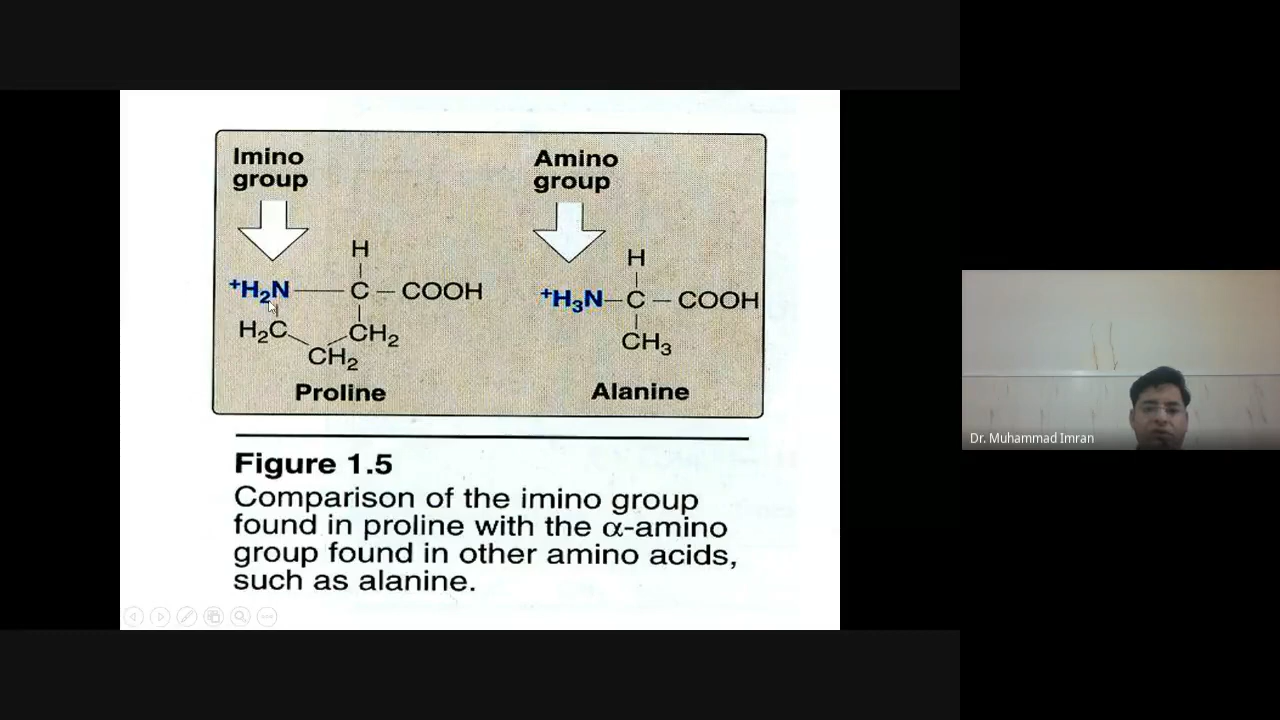 Imino
group
Amino
group
H
+H2N
C
COOH
H2C
CH2
CH2
Proline
H
+H3N
C
COOH
CH3
Alanine
Figure 1.5
Comparison of the imino group
found in proline with the α-amino
group found in other amino acids,
such as alanine.
Dr. Muhammad Imran